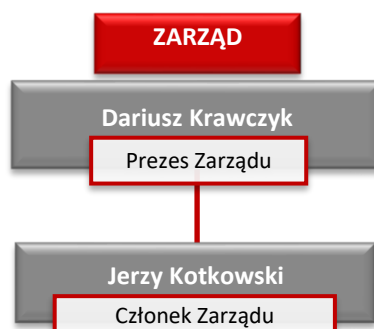 ZARZĄD
Dariusz Krawczyk
Prezes Zarządu
Jerzy Kotkowski
Członek Zarządu